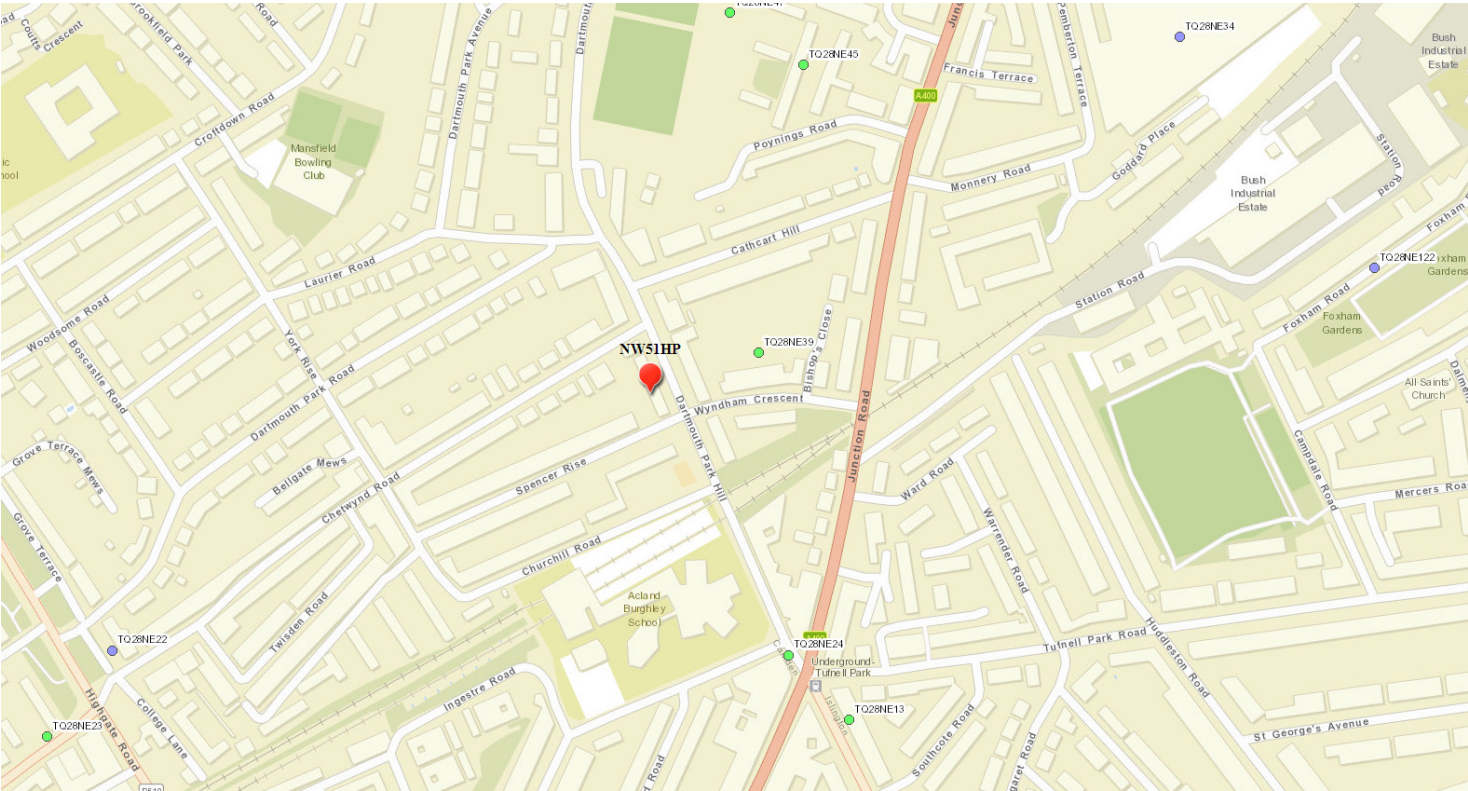 TQ28NE34
Bush
Industrial
Estate
TQ28NE45
Francis Terrace
Pemberton Terrace
A400
Crescent
Brookfield Park
Dartmouth Park Avenue
Croftdown Road
Mansfield
Bowling
Club
Poynings Road
Goddard Place
Station Road
Monnery Road
Bush
Industrial
Estate
Cathcart Hill
Laurier Road
TQ28NE122
Foxham
Gardens
Station Road
Foxham Road
Foxham
Gardens
Woodsome Road
York Rise
Boscastle Road
NW51HP
TQ28NE39
Bishop's Close
Dartmouth Park Road
All Saints'
Church
Wyndham Crescent
Dartmouth Park Hill
Junction Road
Campdale Road
Grove Terrace Mews
Bellgate Mews
Spencer Rise
Ward Road
Mercers
Chetwynd Road
Grove Terrace
Warrender Road
Churchill Road
Acland
Burghley
School
Twisden Road
TQ28NE22
TQ28NE24
Camden
Underground-
Tufnell Park
Tufnell Park Road
Huddleston Road
Islington
Ingestre Road
College Lane
Highgate Road
TQ28NE23
TQ28NE13
Southcote Road
St George's Avenue
Road